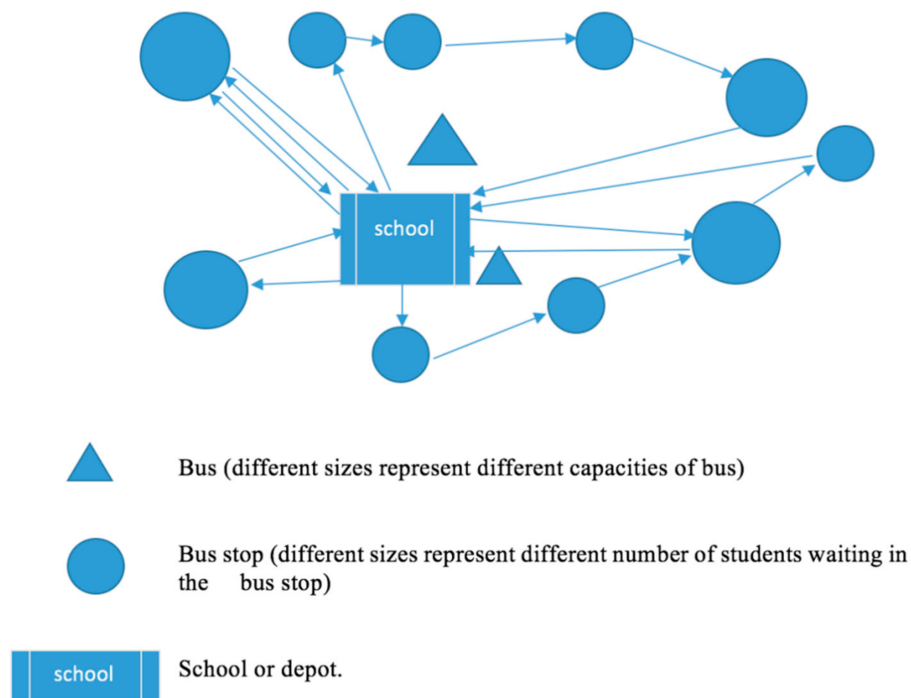 school
Bus (different sizes represent different capacities of bus)
Bus stop (different sizes represent different number of students waiting in
the bus stop)
school
School or depot.